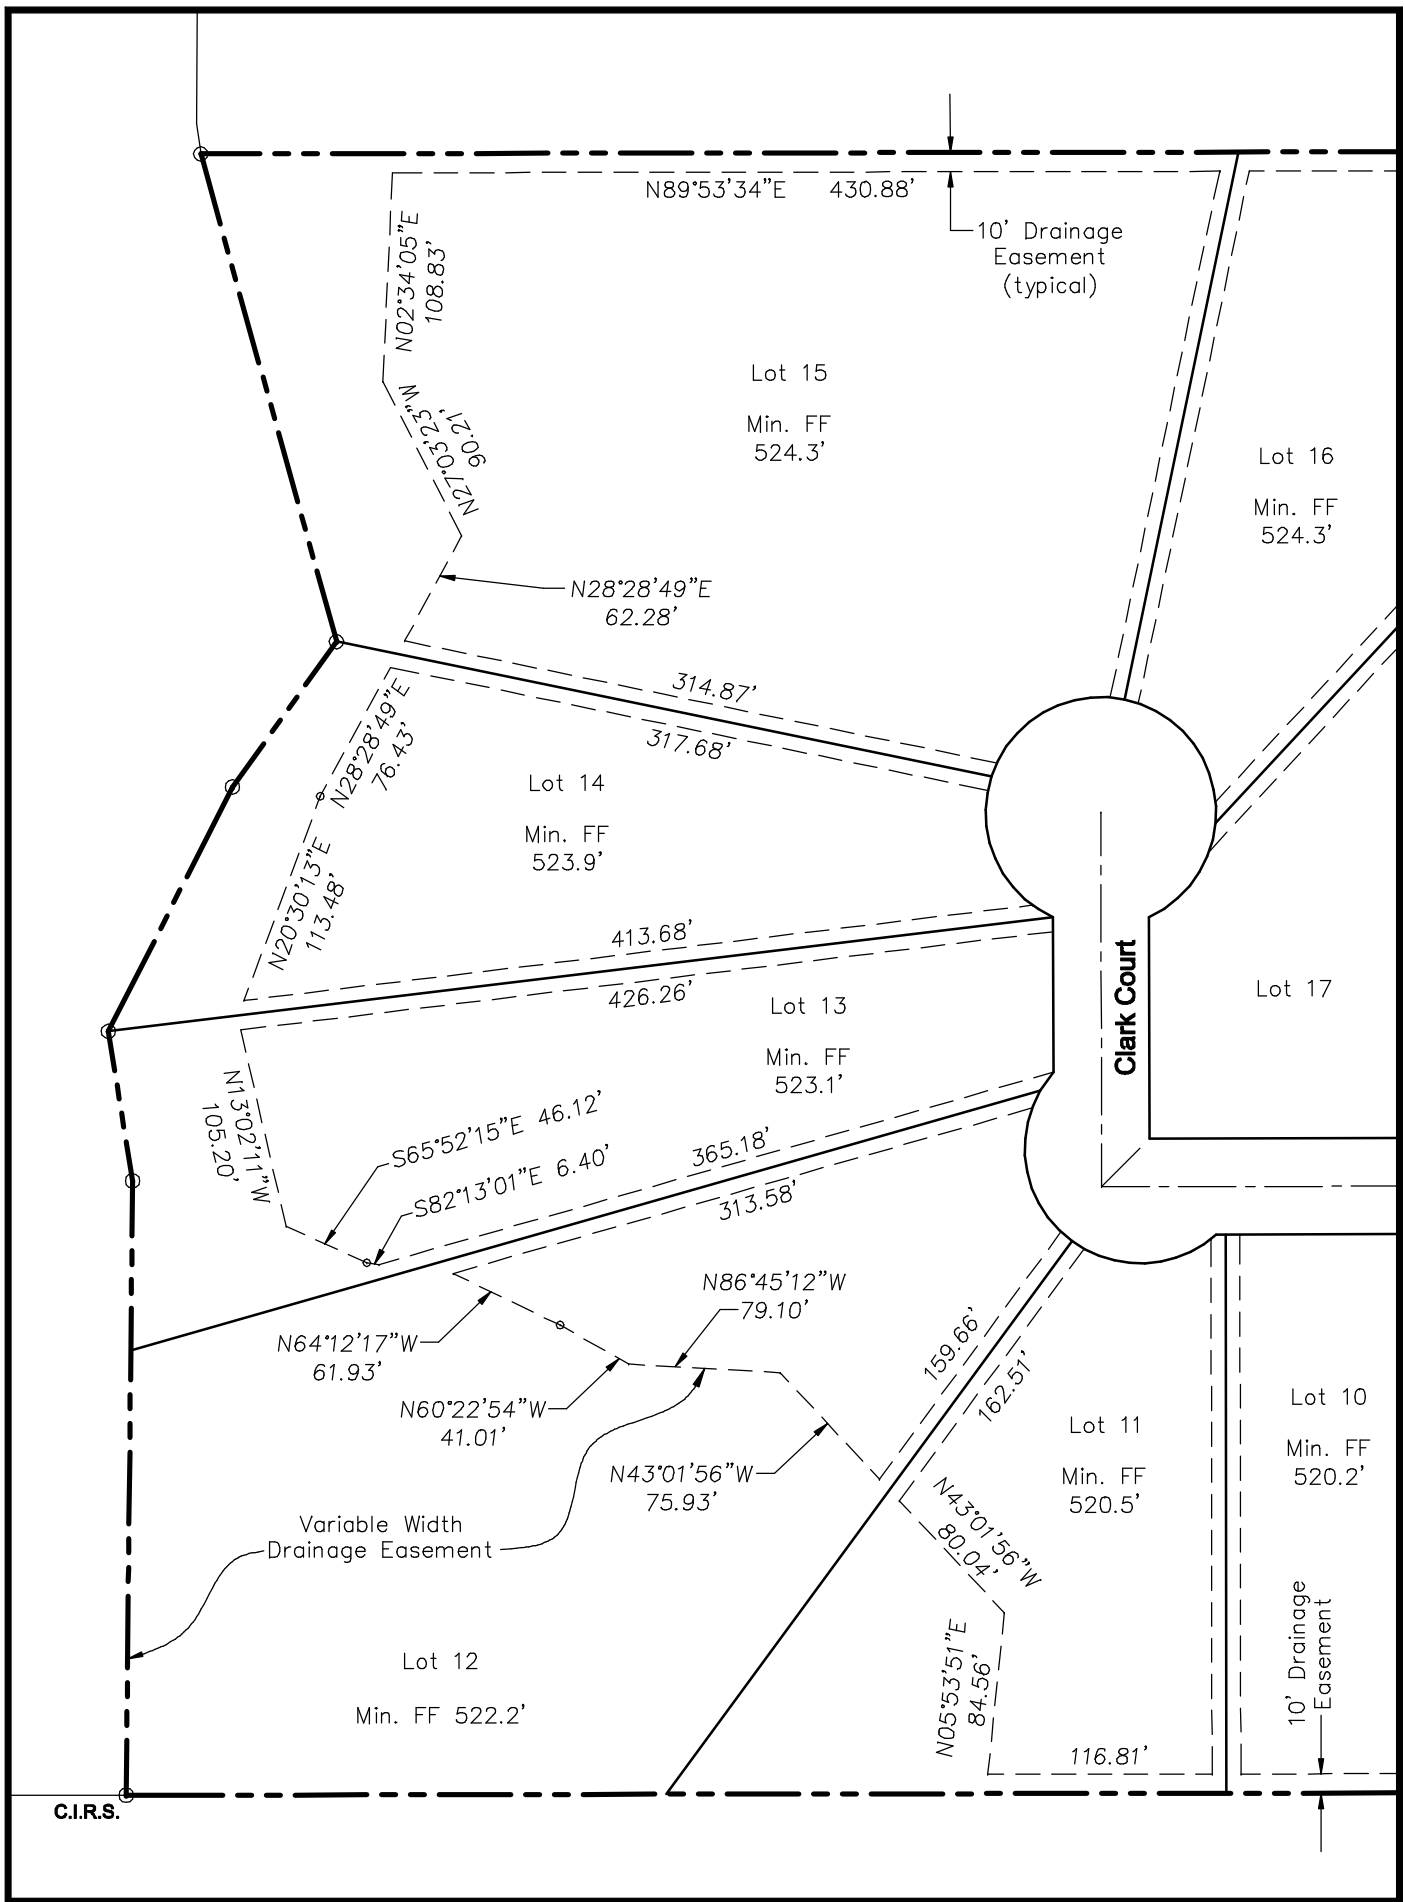 N89°53'34"E 430.88'
10' Drainage
Easement
(typical)
N02°34'05"E
108.83'
Lot 15
Min. FF
524.3'
N27°03'23"W
90.21'
Lot 16
Min. FF
524.3'
N28°28'49"E
62.28'
314.87'
317.68'
N28°28'49"E
76.43'
Lot 14
Min. FF
523.9'
N20°30'13"E
113.48'
413.68'
426.26'
Clark Court
Lot 17
Lot 13
Min. FF
523.1'
N13°02'11"W
105.20'
S65°52'15"E 46.12'
S82°13'01"E 6.40'
365.18'
313.58'
N86°45'12"W
79.10'
N64°12'17"W
61.93'
N60°22'54"W
41.01'
159.66'
162.51'
N43°01'56"W
75.93'
Lot 11
Min. FF
520.5'
Lot 10
Min. FF
520.2'
Variable Width
Drainage Easement
N43°01'56"W
80.04'
N05°53'51"E
84.56'
Lot 12
Min. FF 522.2'
116.81'
10' Drainage
Easement
C.I.R.S.